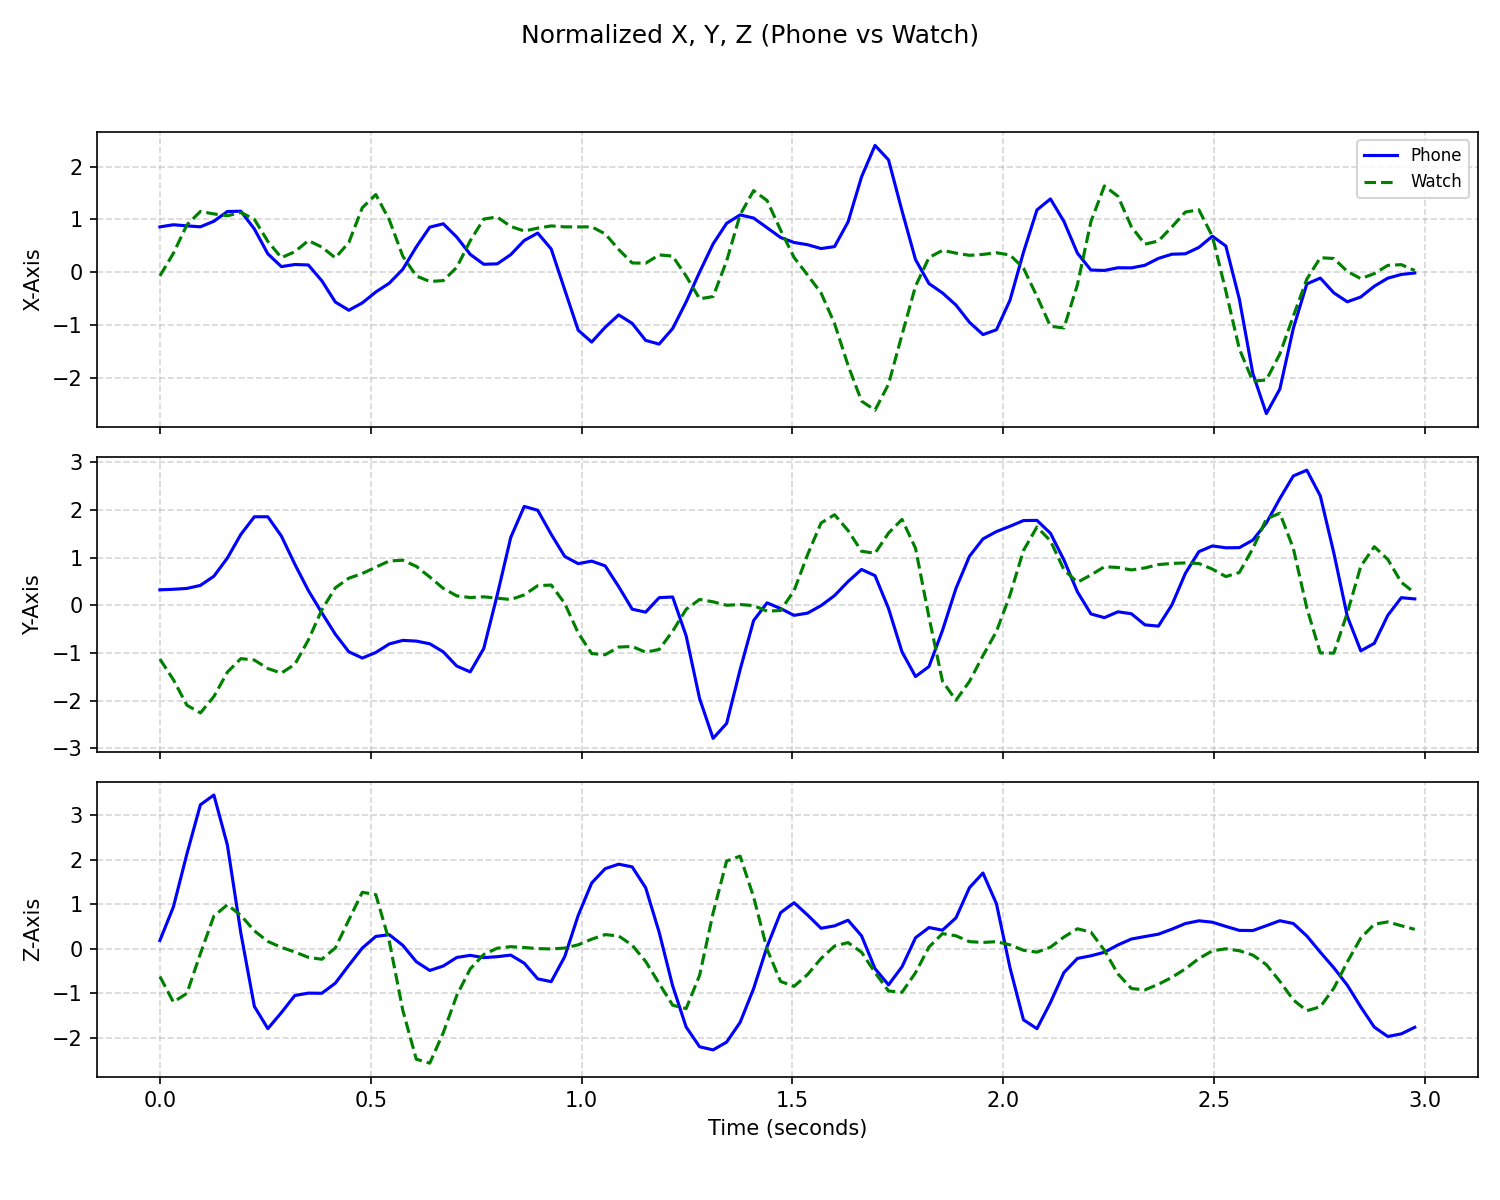 Normalized X, Y, Z (Phone vs Watch)
2
1
0
−1
−2
X-Axis
Phone
Watch
3
2
1
0
−1
−2
−3
Y-Axis
3
2
1
0
−1
−2
Z-Axis
0.0 0.5 1.0 1.5 2.0 2.5 3.0
Time (seconds)